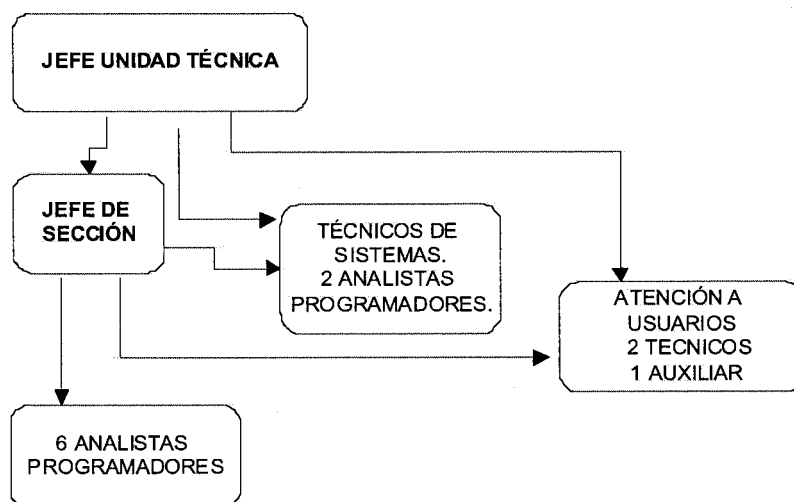 JEFE UNIDAD TÉCNICA
JEFE DE
SECCIÓN
TÉCNICOS DE
SISTEMAS.
2 ANALISTAS
PROGRAMADORES.
ATENCIÓN A
USUARIOS
2 TECNICOS
1 AUXILIAR
6 ANALISTAS
PROGRAMADORES